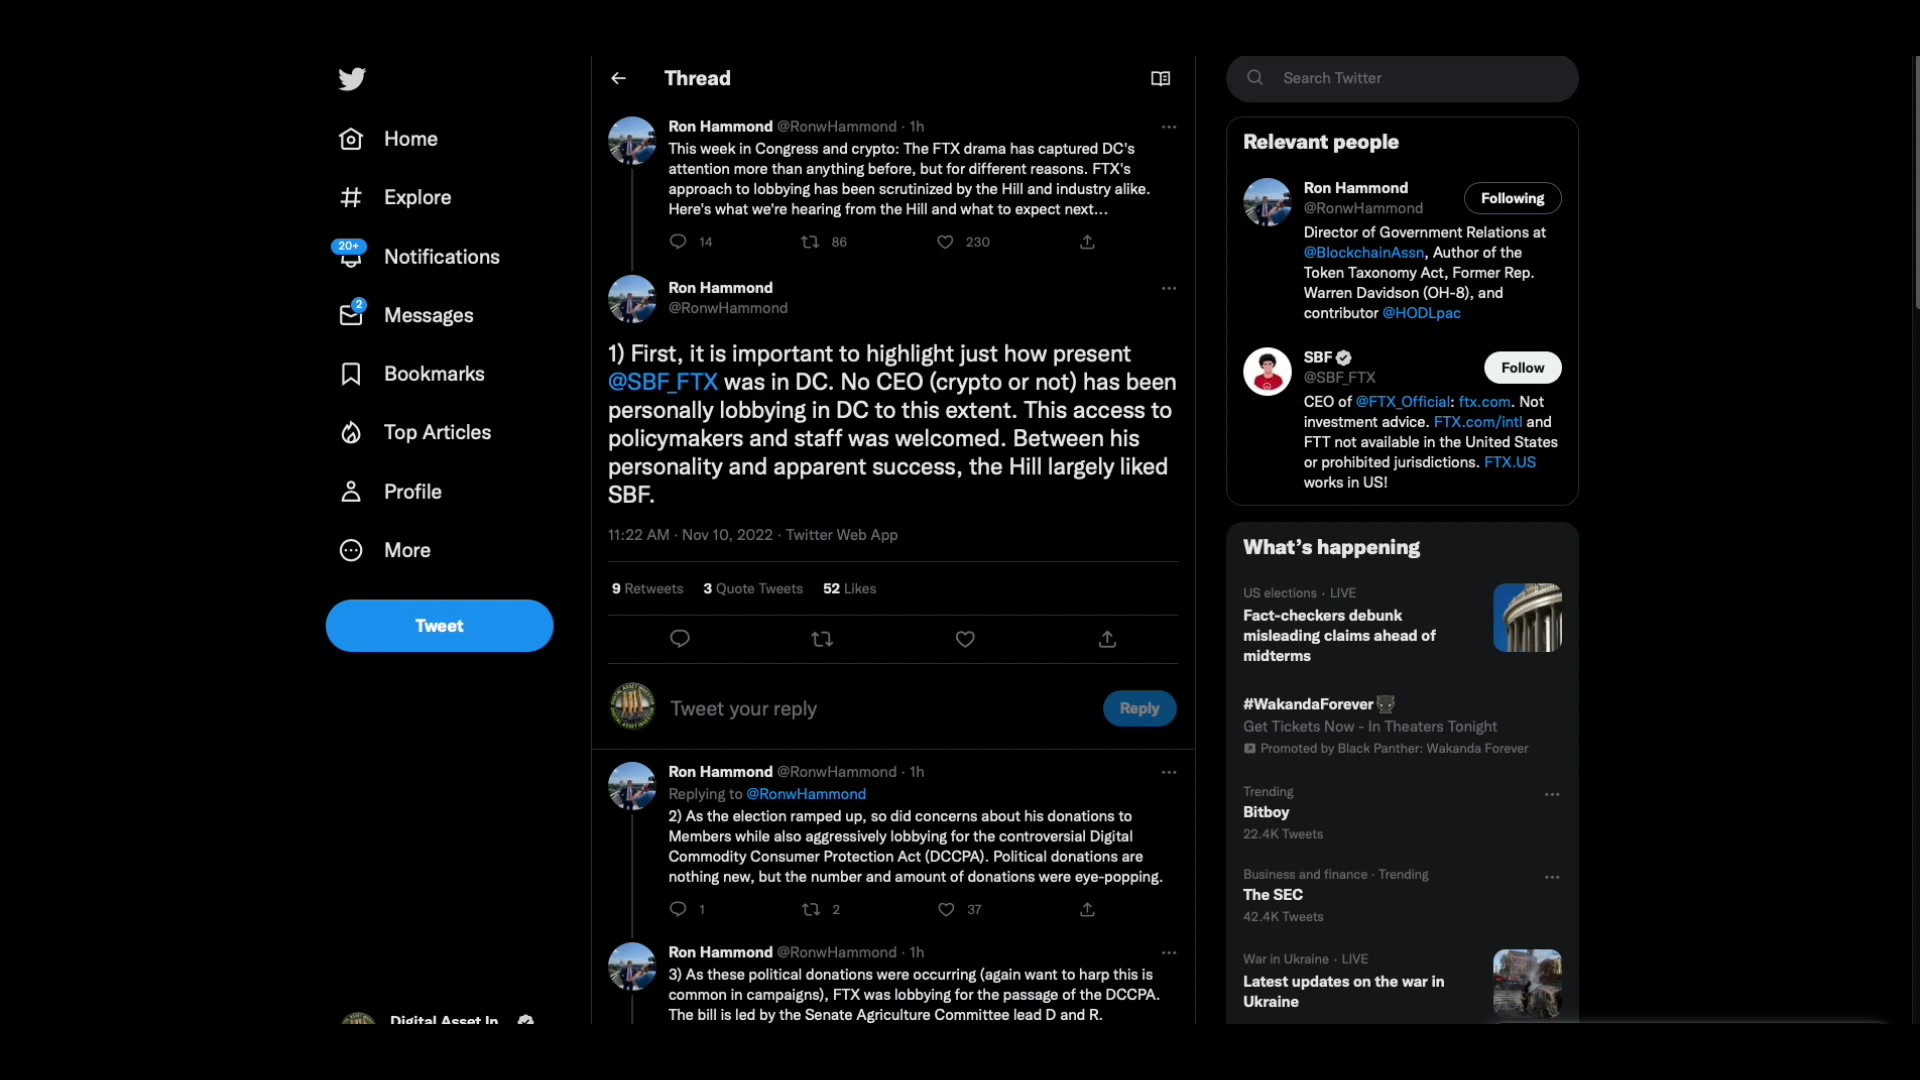 Home
Explore
20+
Notifications
2
Messages
Bookmarks
Top Articles
Profile
More
Tweet
Digital Asset In
Thread
Ron Hammond @RonwHammond · 1h
This week in Congress and crypto: The FTX drama has captured DC's
attention more than anything before, but for different reasons. FTX's
approach to lobbying has been scrutinized by the Hill and industry alike.
Here's what we're hearing from the Hill and what to expect next...
14 86 230
Ron Hammond
@RonwHammond
1) First, it is important to highlight just how present
@SBF_FTX was in DC. No CEO (crypto or not) has been
personally lobbying in DC to this extent. This access to
policymakers and staff was welcomed. Between his
personality and apparent success, the Hill largely liked
SBF.
11:22 AM · Nov 10, 2022 · Twitter Web App
9 Retweets 3 Quote Tweets 52 Likes
Tweet your reply
Reply
Ron Hammond @RonwHammond · 1h
Replying to @RonwHammond
2) As the election ramped up, so did concerns about his donations to
Members while also aggressively lobbying for the controversial Digital
Commodity Consumer Protection Act (DCCPA). Political donations are
nothing new, but the number and amount of donations were eye-popping.
1 2 37
Ron Hammond @RonwHammond · 1h
3) As these political donations were occurring (again want to harp this is
common in campaigns), FTX was lobbying for the passage of the DCCPA.
The bill is led by the Senate Agriculture Committee lead D and R.
Search Twitter
Relevant people
Ron Hammond
@RonwHammond
Following
Director of Government Relations at
@BlockchainAssn, Author of the
Token Taxonomy Act, Former Rep.
Warren Davidson (OH-8), and
contributor @HODLpac
SBF
@SBF_FTX
Follow
CEO of @FTX_Official: ftx.com. Not
investment advice. FTX.com/intl and
FTT not available in the United States
or prohibited jurisdictions. FTX.US
works in US!
What's happening
US elections · LIVE
Fact-checkers debunk
misleading claims ahead of
midterms
#WakandaForever
Get Tickets Now - In Theaters Tonight
Promoted by Black Panther: Wakanda Forever
Trending
Bitboy
22.4K Tweets
Business and finance · Trending
The SEC
42.4K Tweets
War in Ukraine · LIVE
Latest updates on the war in
Ukraine